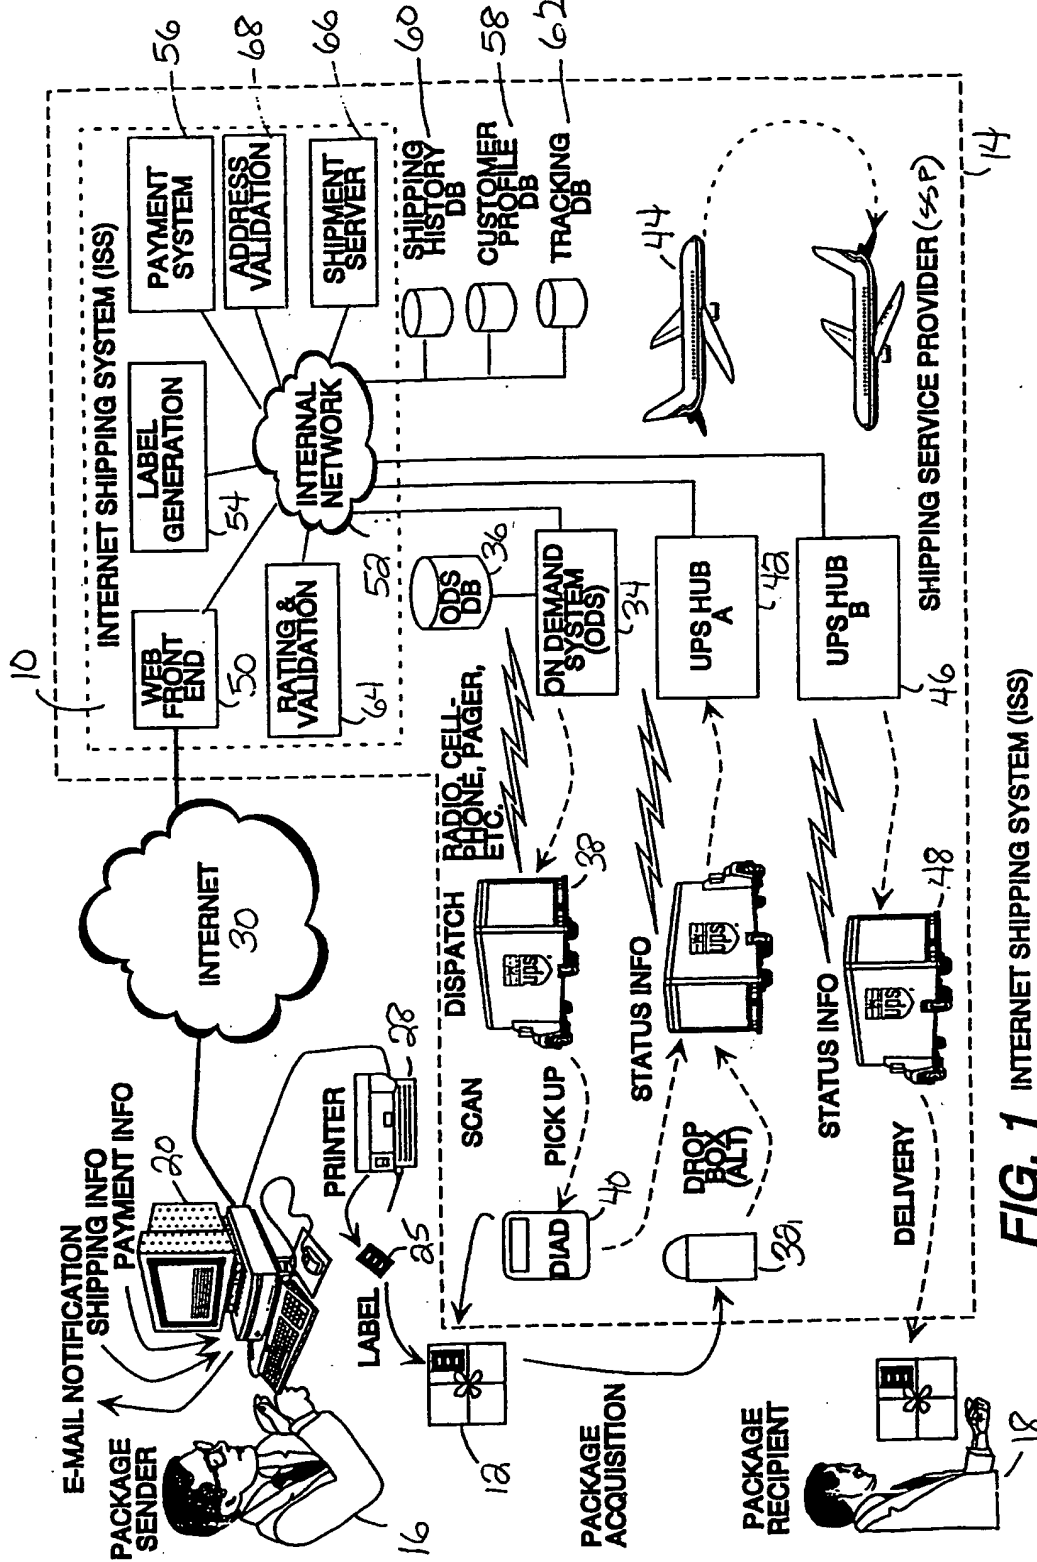 E-MAIL NOTIFICATION
SHIPPING INFO
PAYMENT INFO
PACKAGE
SENDER
16
20
PRINTER
28
25
LABEL
12
INTERNET
30
10
INTERNET SHIPPING SYSTEM (ISS)
WEB
FRONT
END
50
LABEL
GENERATION
54
PAYMENT
SYSTEM
56
ADDRESS
VALIDATION
68
SHIPMENT
SERVER
66
RATING &
VALIDATION
64
INTERNAL
NETWORK
52
SHIPPING
HISTORY
DB
60
CUSTOMER
PROFILE
DB
58
TRACKING
DB
62
ODS
DB
36
ON DEMAND
SYSTEM
(ODS)
34
RADIO, CELL-
PHONE, PAGER,
ETC.
DISPATCH
38
ups
SCAN
PICK UP
DIAD
40
STATUS INFO
ups
UPS HUB
A
42
44
DROP
BOX
(ALT)
32
PACKAGE
ACQUISITION
UPS HUB
B
46
STATUS INFO
ups
48
DELIVERY
PACKAGE
RECIPIENT
18
SHIPPING SERVICE PROVIDER (SSP)
14
FIG. 1 INTERNET SHIPPING SYSTEM (ISS)